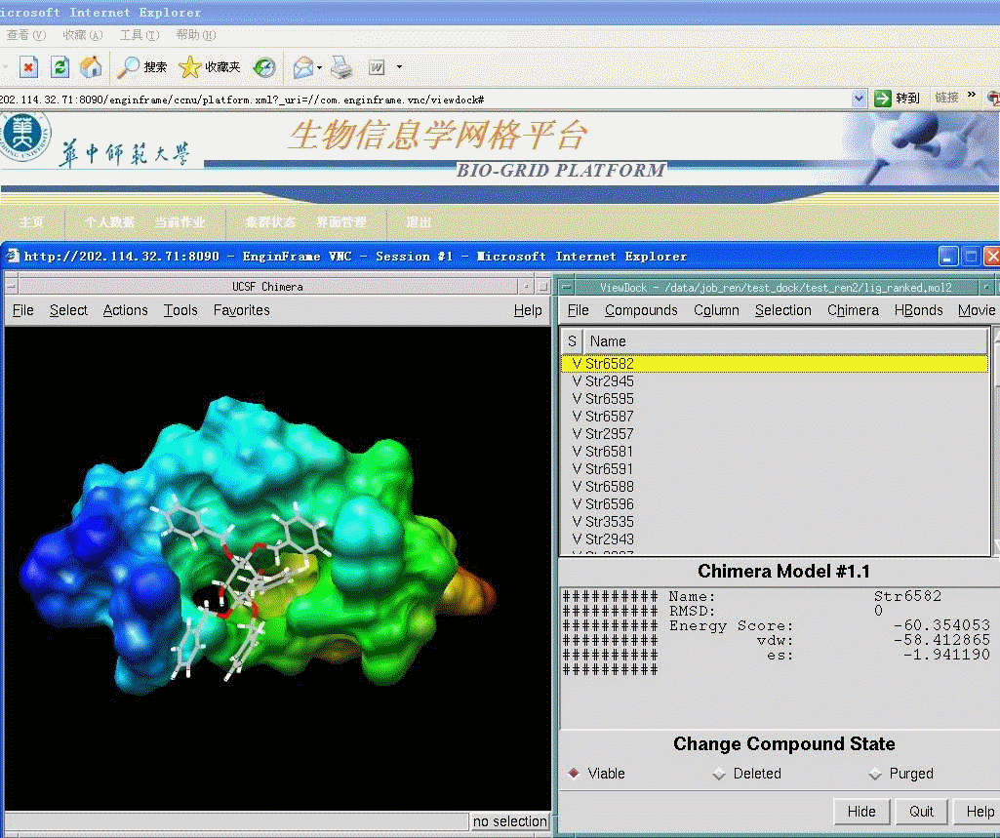 icrosoft Internet Explorer
查看(V) 收藏(A) 工具(T) 帮助(H)
搜索 收藏夹 W
202.114.32.71:8090/enginframe/ccnu/platform.xml?_uri=//com.enginframe.vnc/viewdock# 转到 链接 »
华中师范大学
生物信息学网格平台
BIO-GRID PLATFORM
主页 个人数据 当前作业 集群状态 界面管理 退出
http://202.114.32.71:8090 - EnginFrame VNC - Session #1 - Microsoft Internet Explorer
UCSF Chimera
File Select Actions Tools Favorites Help
no selection
ViewDock - /data/job_ren/test_dock/test_ren2/lig_ranked.mol2
File Compounds Column Selection Chimera HBonds Movie
S Name
V Str6582
V Str2945
V Str6595
V Str6587
V Str2957
V Str6581
V Str6591
V Str6588
V Str6596
V Str3535
V Str2943
Chimera Model #1.1
########## Name: Str6582
########## RMSD: 0
########## Energy Score: -60.354053
########## vdw: -58.412865
########## es: -1.941190
##########
Change Compound State
Viable Deleted Purged
Hide Quit Help